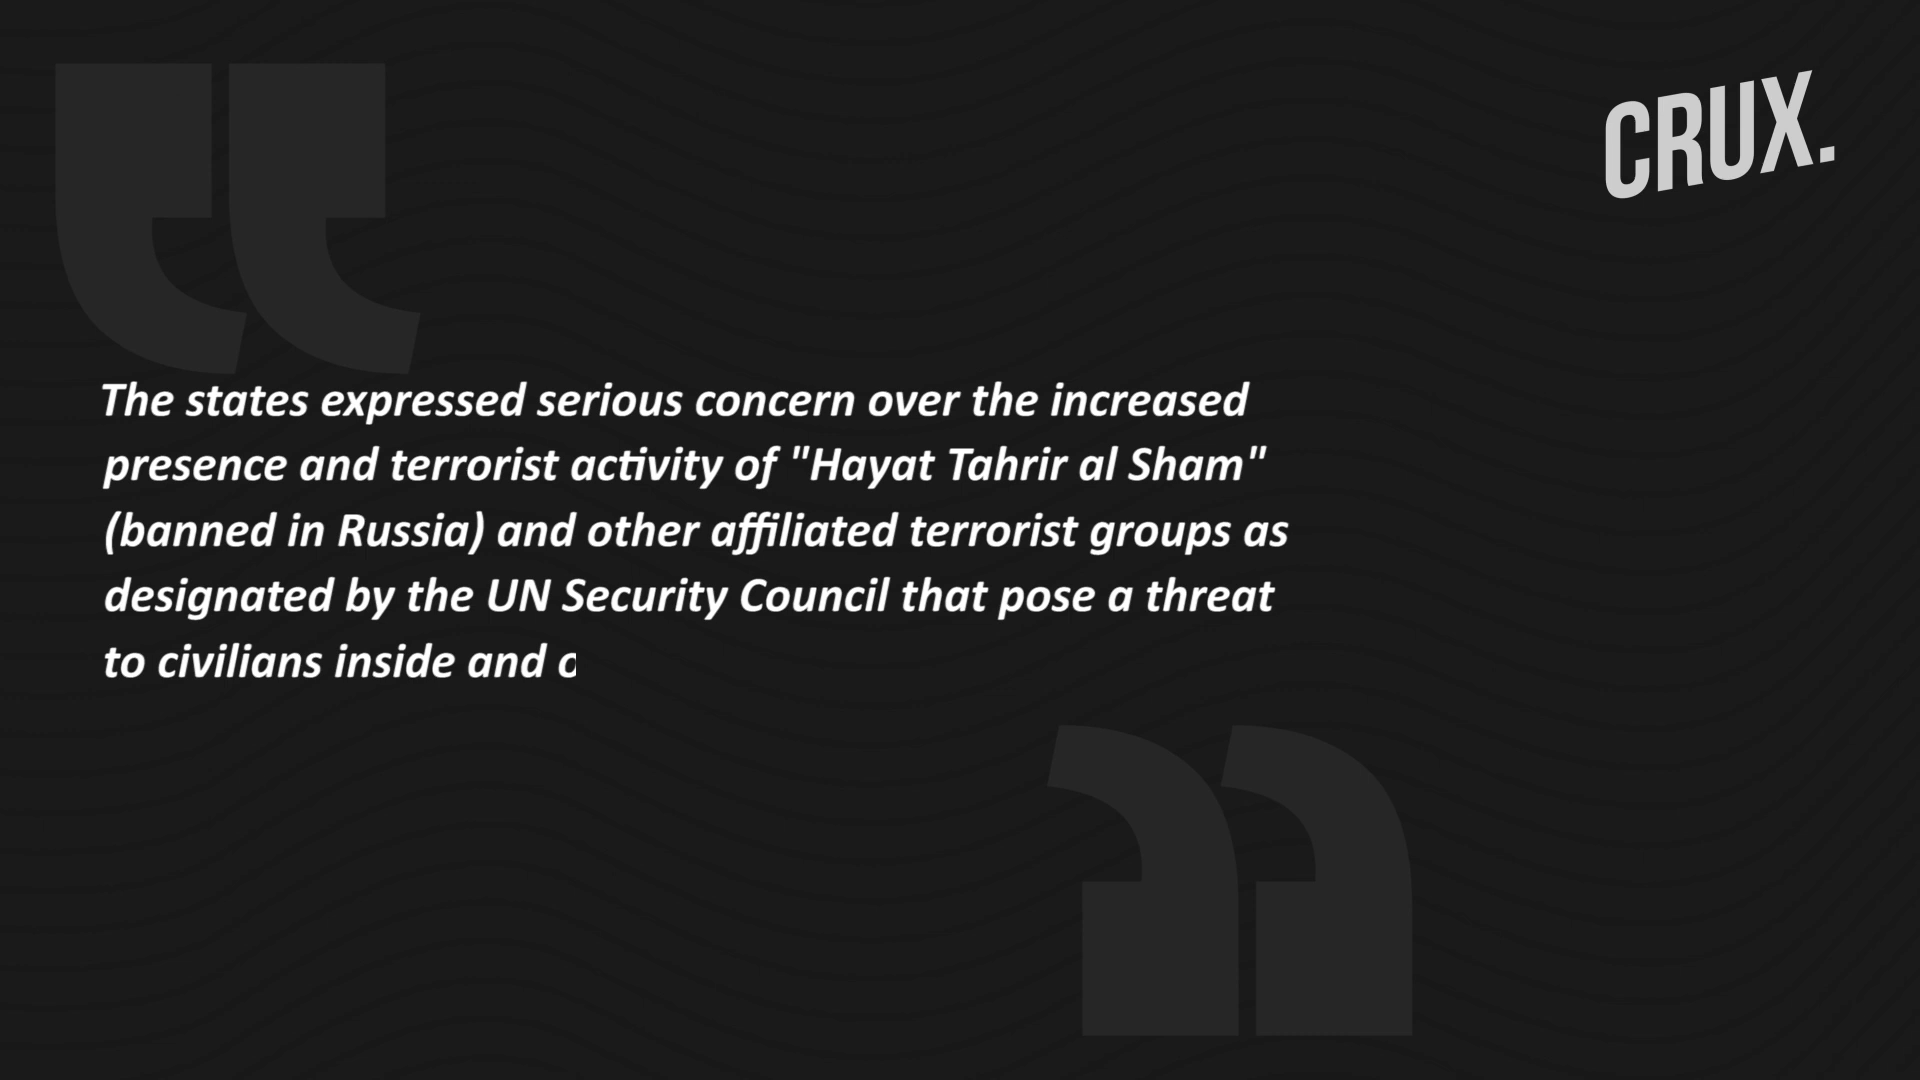 CRUX.
The states expressed serious concern over the increased
presence and terrorist activity of "Hayat Tahrir al Sham"
(banned in Russia) and other affiliated terrorist groups as
designated by the UN Security Council that pose a threat
to civilians inside and